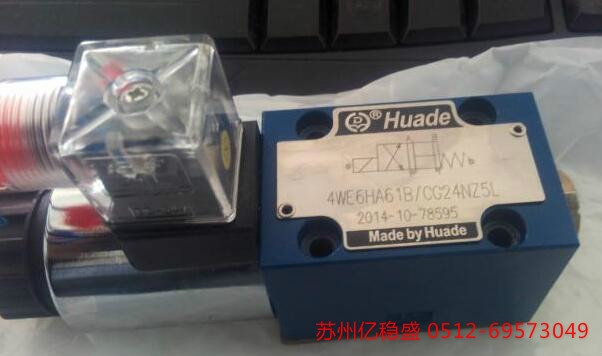 ® Huade
4WE6HA61B/CG24NZ5L
2014-10-78595
Made by Huade
苏州亿稳盛 0512-69573049